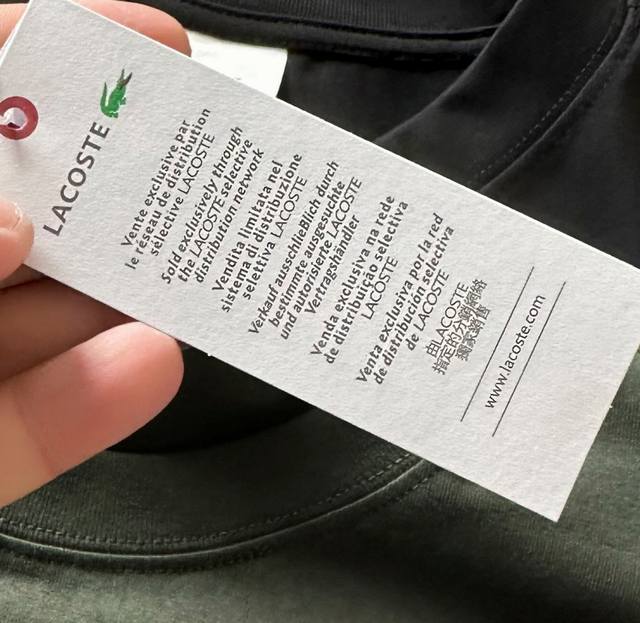 LACOSTE
Vente exclusive par
le réseau de distribution
sélective LACOSTE
Sold exclusively through
the LACOSTE selective
distribution network
Vendita limitata nel
sistema di distribuzione
selettiva LACOSTE
Verkauf ausschließlich durch
bestimmte ausgesuchte
und autorisierte LACOSTE
Vertragshändler
Venda exclusiva na rede
de distribuição selectiva
LACOSTE
Venta exclusiva por la red
de distribución selectiva
de LACOSTE
由LACOSTE
指定的分銷網絡
獨家銷售
www.lacoste.com